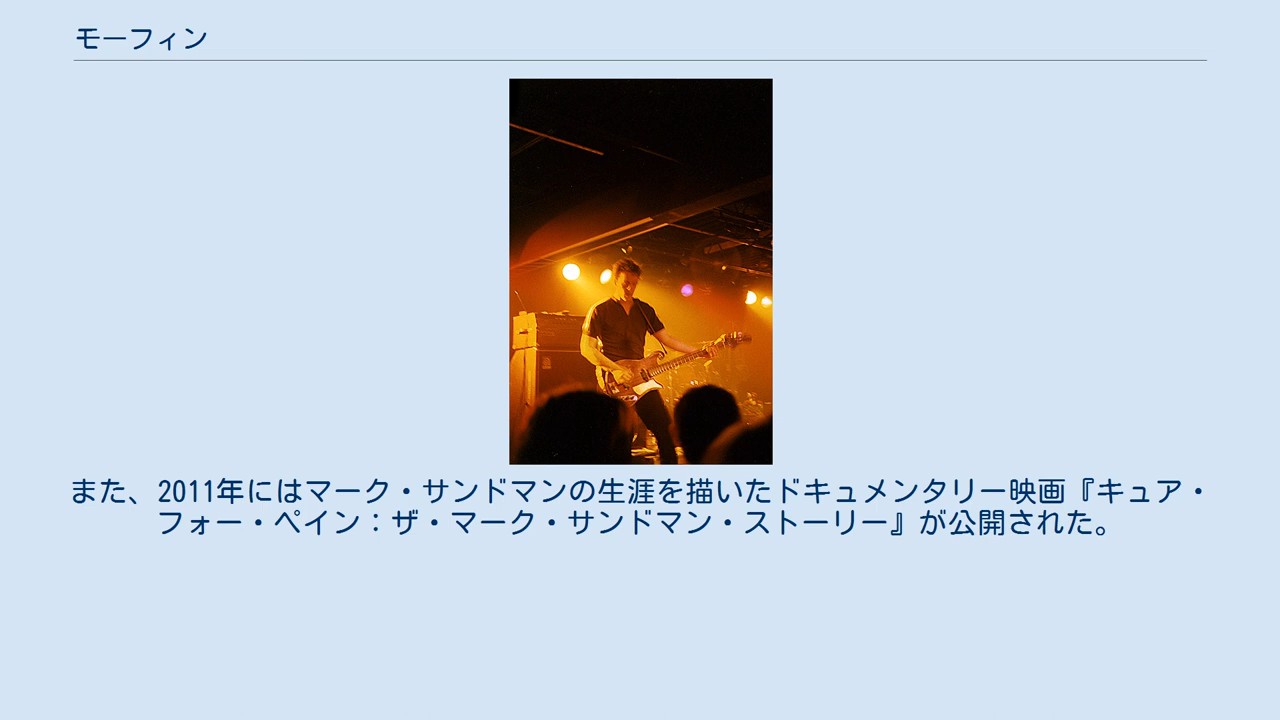 モーフィン
また、2011年にはマーク・サンドマンの生涯を描いたドキュメンタリー映画『キュア・
フォー・ペイン：ザ・マーク・サンドマン・ストーリー』が公開された。